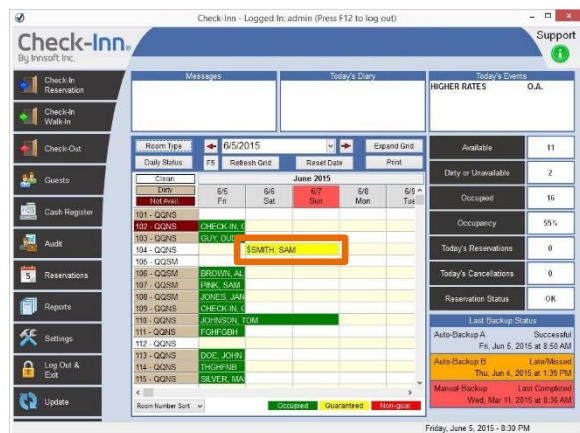 Check-Inn - Logged In: admin (Press F12 to log out)
Check-Inn®
By Innsoft Inc.
Support
Check-In
Reservation
Check-In
Walk-In
Check-Out
Guests
Cash Register
Audit
5
Reservations
Reports
Settings
Log Out &
Exit
Update
Messages
Today's Diary
Today's Events
HIGHER RATES O.A.
Room Type 6/5/2015 Expand Grid
Daily Status F5 Refresh Grid Reset Date Print
Clean June 2015
Dirty 6/5 6/6 6/7 6/8 6/9
Not Avail. Fri Sat Sun Mon Tue
101 - QQNS
102 - QQNS CHECK-IN, C
103 - QQNS GUY, DUD
104 - QQNS $SMITH, SAM
105 - QQSM
106 - QQSM BROWN, AL
107 - QQSM PINK, SAM
108 - QQSM JONES, JAN
109 - QQNS CHECK-IN, C
110 - QQNS JOHNSON, TOM
111 - QQNS FGHFGBH
112 - QQNS
113 - QQNS DOE, JOHN
114 - QQNS THGHFNB
115 - QQNS SILVER, MA
Room Number Sort Occupied Guaranteed Non-guar.
Available 11
Dirty or Unavailable 2
Occupied 16
Occupancy 55%
Today's Reservations 0
Today's Cancellations 0
Reservation Status OK
Last Backup Status
Auto-Backup A Successful
Fri, Jun 5, 2015 at 8:50 AM
Auto-Backup B Late/Missed
Thu, Jun 4, 2015 at 1:39 PM
Manual Backup Last Completed
Wed, Mar 11, 2015 at 8:36 AM
Friday, June 5, 2015 - 8:30 PM